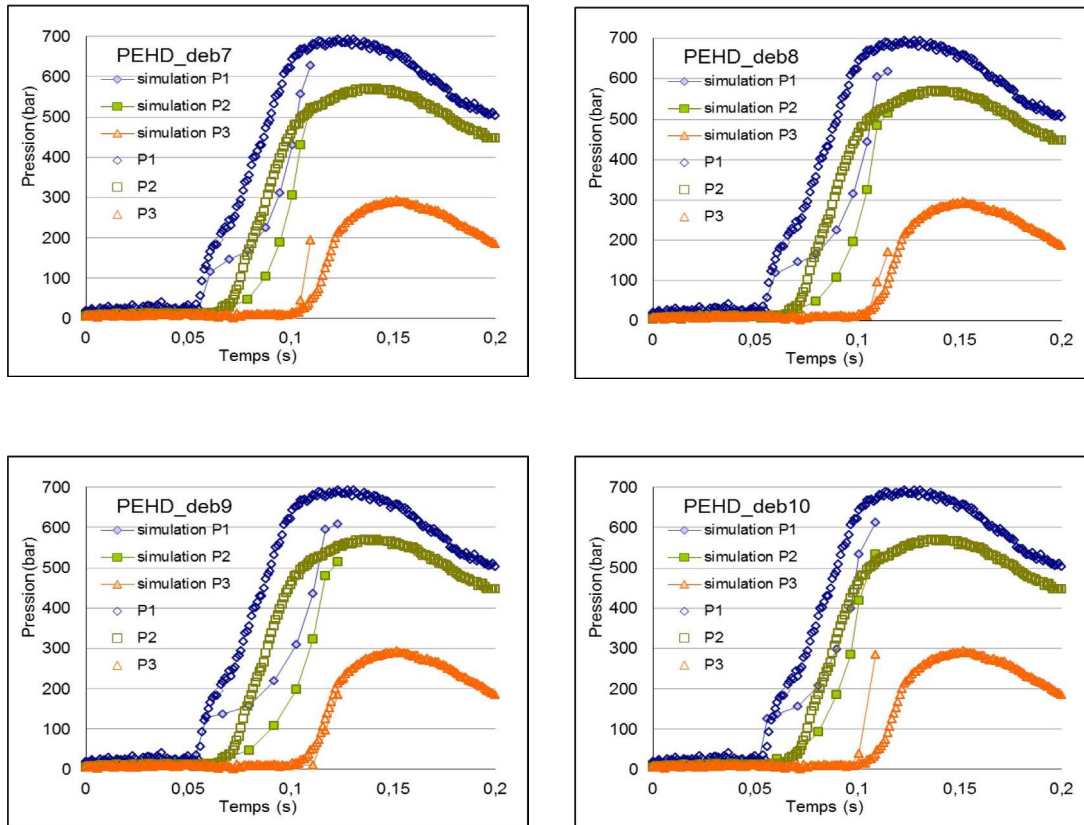 PEHD_deb7
simulation P1
simulation P2
simulation P3
P1
P2
P3
Pression (bar)
700
600
500
400
300
200
100
0
0 0,05 0,1 0,15 0,2
Temps (s)
PEHD_deb8
simulation P1
simulation P2
simulation P3
P1
P2
P3
Pression (bar)
700
600
500
400
300
200
100
0
0 0,05 0,1 0,15 0,2
Temps (s)
PEHD_deb9
simulation P1
simulation P2
simulation P3
P1
P2
P3
Pression (bar)
700
600
500
400
300
200
100
0
0 0,05 0,1 0,15 0,2
Temps (s)
PEHD_deb10
simulation P1
simulation P2
simulation P3
P1
P2
P3
Pression (bar)
700
600
500
400
300
200
100
0
0 0,05 0,1 0,15 0,2
Temps (s)